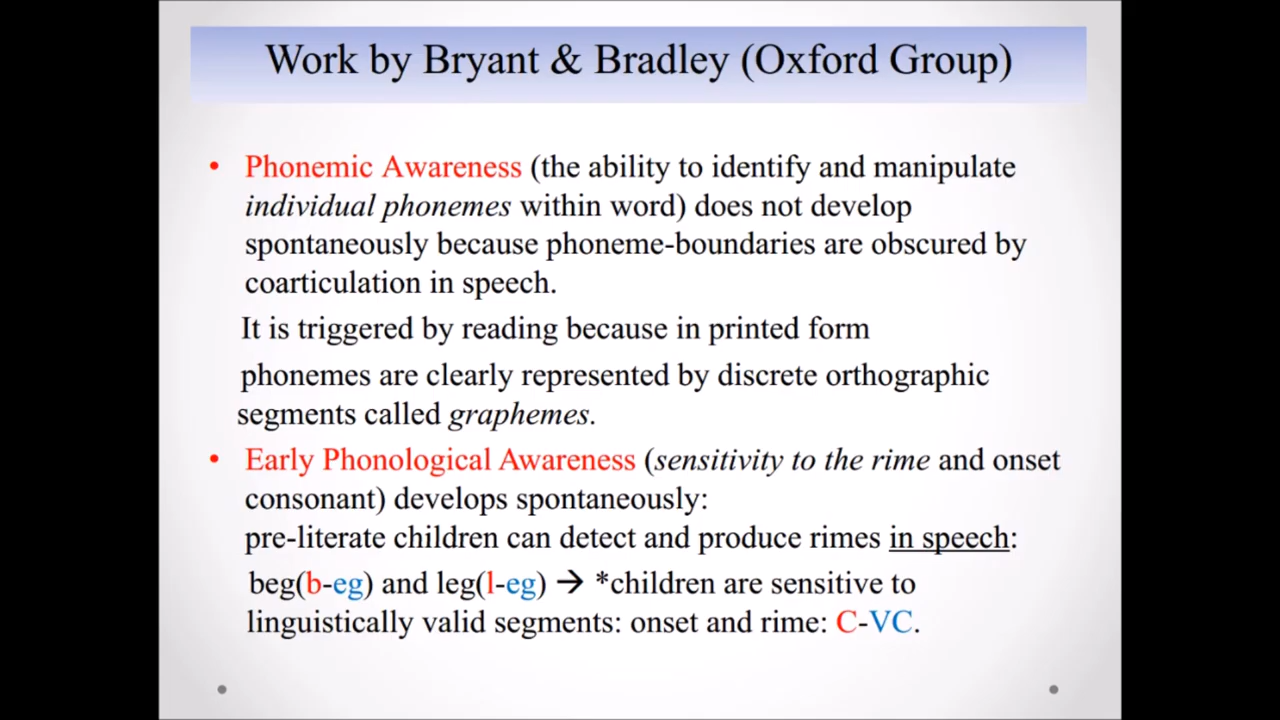 Work by Bryant & Bradley (Oxford Group)
• Phonemic Awareness (the ability to identify and manipulate
individual phonemes within word) does not develop
spontaneously because phoneme-boundaries are obscured by
coarticulation in speech.
It is triggered by reading because in printed form
phonemes are clearly represented by discrete orthographic
segments called graphemes.
• Early Phonological Awareness (sensitivity to the rime and onset
consonant) develops spontaneously:
pre-literate children can detect and produce rimes in speech:
beg(b-eg) and leg(l-eg) → *children are sensitive to
linguistically valid segments: onset and rime: C-VC.